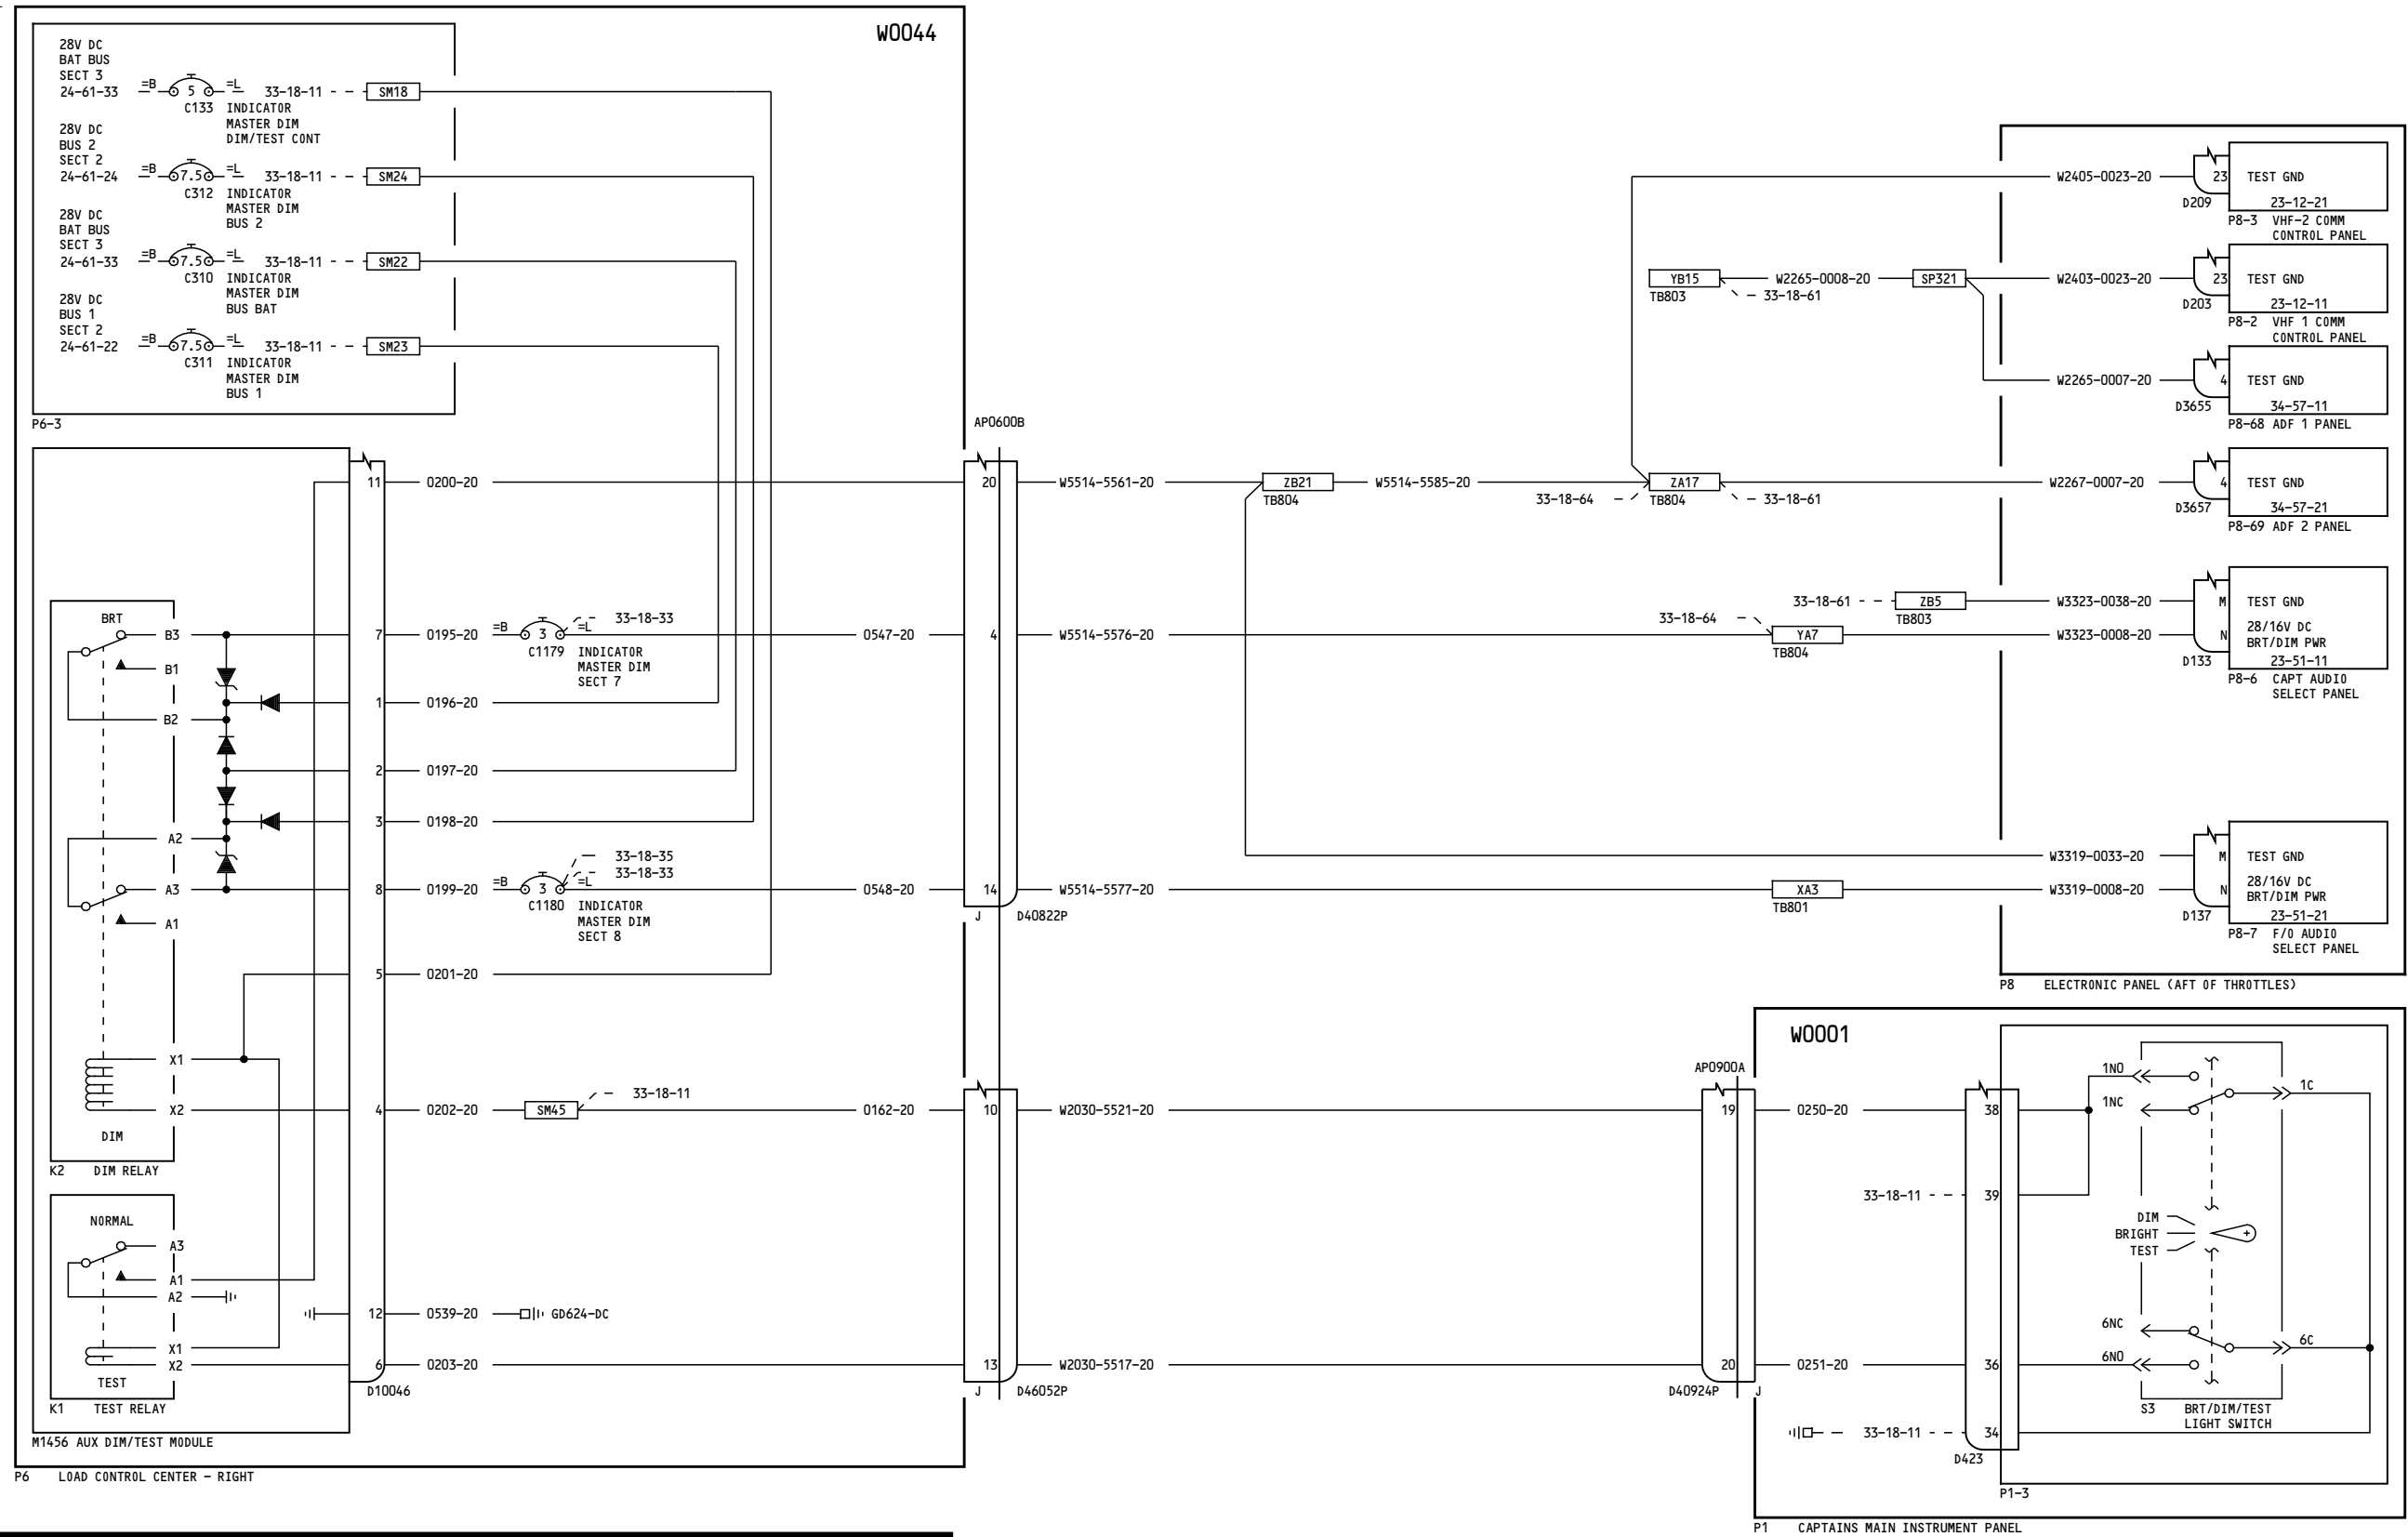 W0044
28V DC
BAT BUS
SECT 3
24-61-33 =B 5 =L 33-18-11 SM18
C133 INDICATOR
MASTER DIM
DIM/TEST CONT
28V DC
BUS 2
SECT 2
24-61-24 =B 7.5 =L 33-18-11 SM24
C312 INDICATOR
MASTER DIM
BUS 2
28V DC
BAT BUS
SECT 3
24-61-33 =B 7.5 =L 33-18-11 SM22
C310 INDICATOR
MASTER DIM
BUS BAT
28V DC
BUS 1
SECT 2
24-61-22 =B 7.5 =L 33-18-11 SM23
C311 INDICATOR
MASTER DIM
BUS 1
P6-3
AP0600B
11 0200-20 20 W5514-5561-20 ZB21 W5514-5585-20 ZA17 W2267-0007-20 4 TEST GND
TB804 33-18-64 TB804 33-18-61
D3657 34-57-21
P8-69 ADF 2 PANEL
W2405-0023-20 23 TEST GND
D209 23-12-21
P8-3 VHF-2 COMM
CONTROL PANEL
YB15 W2265-0008-20 SP321 W2403-0023-20 23 TEST GND
TB803 33-18-61
D203 23-12-11
P8-2 VHF 1 COMM
CONTROL PANEL
W2265-0007-20 4 TEST GND
D3655 34-57-11
P8-68 ADF 1 PANEL
33-18-61 ZB5 W3323-0038-20 M TEST GND
TB803
BRT
B3 7 0195-20 =B 3 =L 33-18-33 0547-20 4 W5514-5576-20 33-18-64 YA7 W3323-0008-20 N 28/16V DC
BRT/DIM PWR
TB804
D133 23-51-11
P8-6 CAPT AUDIO
SELECT PANEL
C1179 INDICATOR
MASTER DIM
SECT 7
B1
1 0196-20
B2
2 0197-20
3 0198-20
A2
W3319-0033-20 M TEST GND
33-18-35
33-18-33
A3 8 0199-20 =B 3 =L 0548-20 14 W5514-5577-20 XA3 W3319-0008-20 N 28/16V DC
BRT/DIM PWR
TB801
D137 23-51-21
P8-7 F/O AUDIO
SELECT PANEL
C1180 INDICATOR
MASTER DIM
SECT 8
J D40822P
A1
5 0201-20
P8 ELECTRONIC PANEL (AFT OF THROTTLES)
W0001
AP0900A
X1
33-18-11
X2 4 0202-20 SM45 0162-20 10 W2030-5521-20 19 0250-20 38
1NO 1C
1NC
DIM
K2 DIM RELAY
33-18-11 39
NORMAL
A3
A1
A2
DIM
BRIGHT
TEST
12 0539-20 GD624-DC
X1
X2 6 0203-20 13 W2030-5517-20 20 0251-20 36
6NC 6C
6NO
TEST
D10046
J D46052P
D40924P J
K1 TEST RELAY
S3 BRT/DIM/TEST
LIGHT SWITCH
33-18-11 34
D423
M1456 AUX DIM/TEST MODULE
P6 LOAD CONTROL CENTER - RIGHT
P1-3
P1 CAPTAINS MAIN INSTRUMENT PANEL